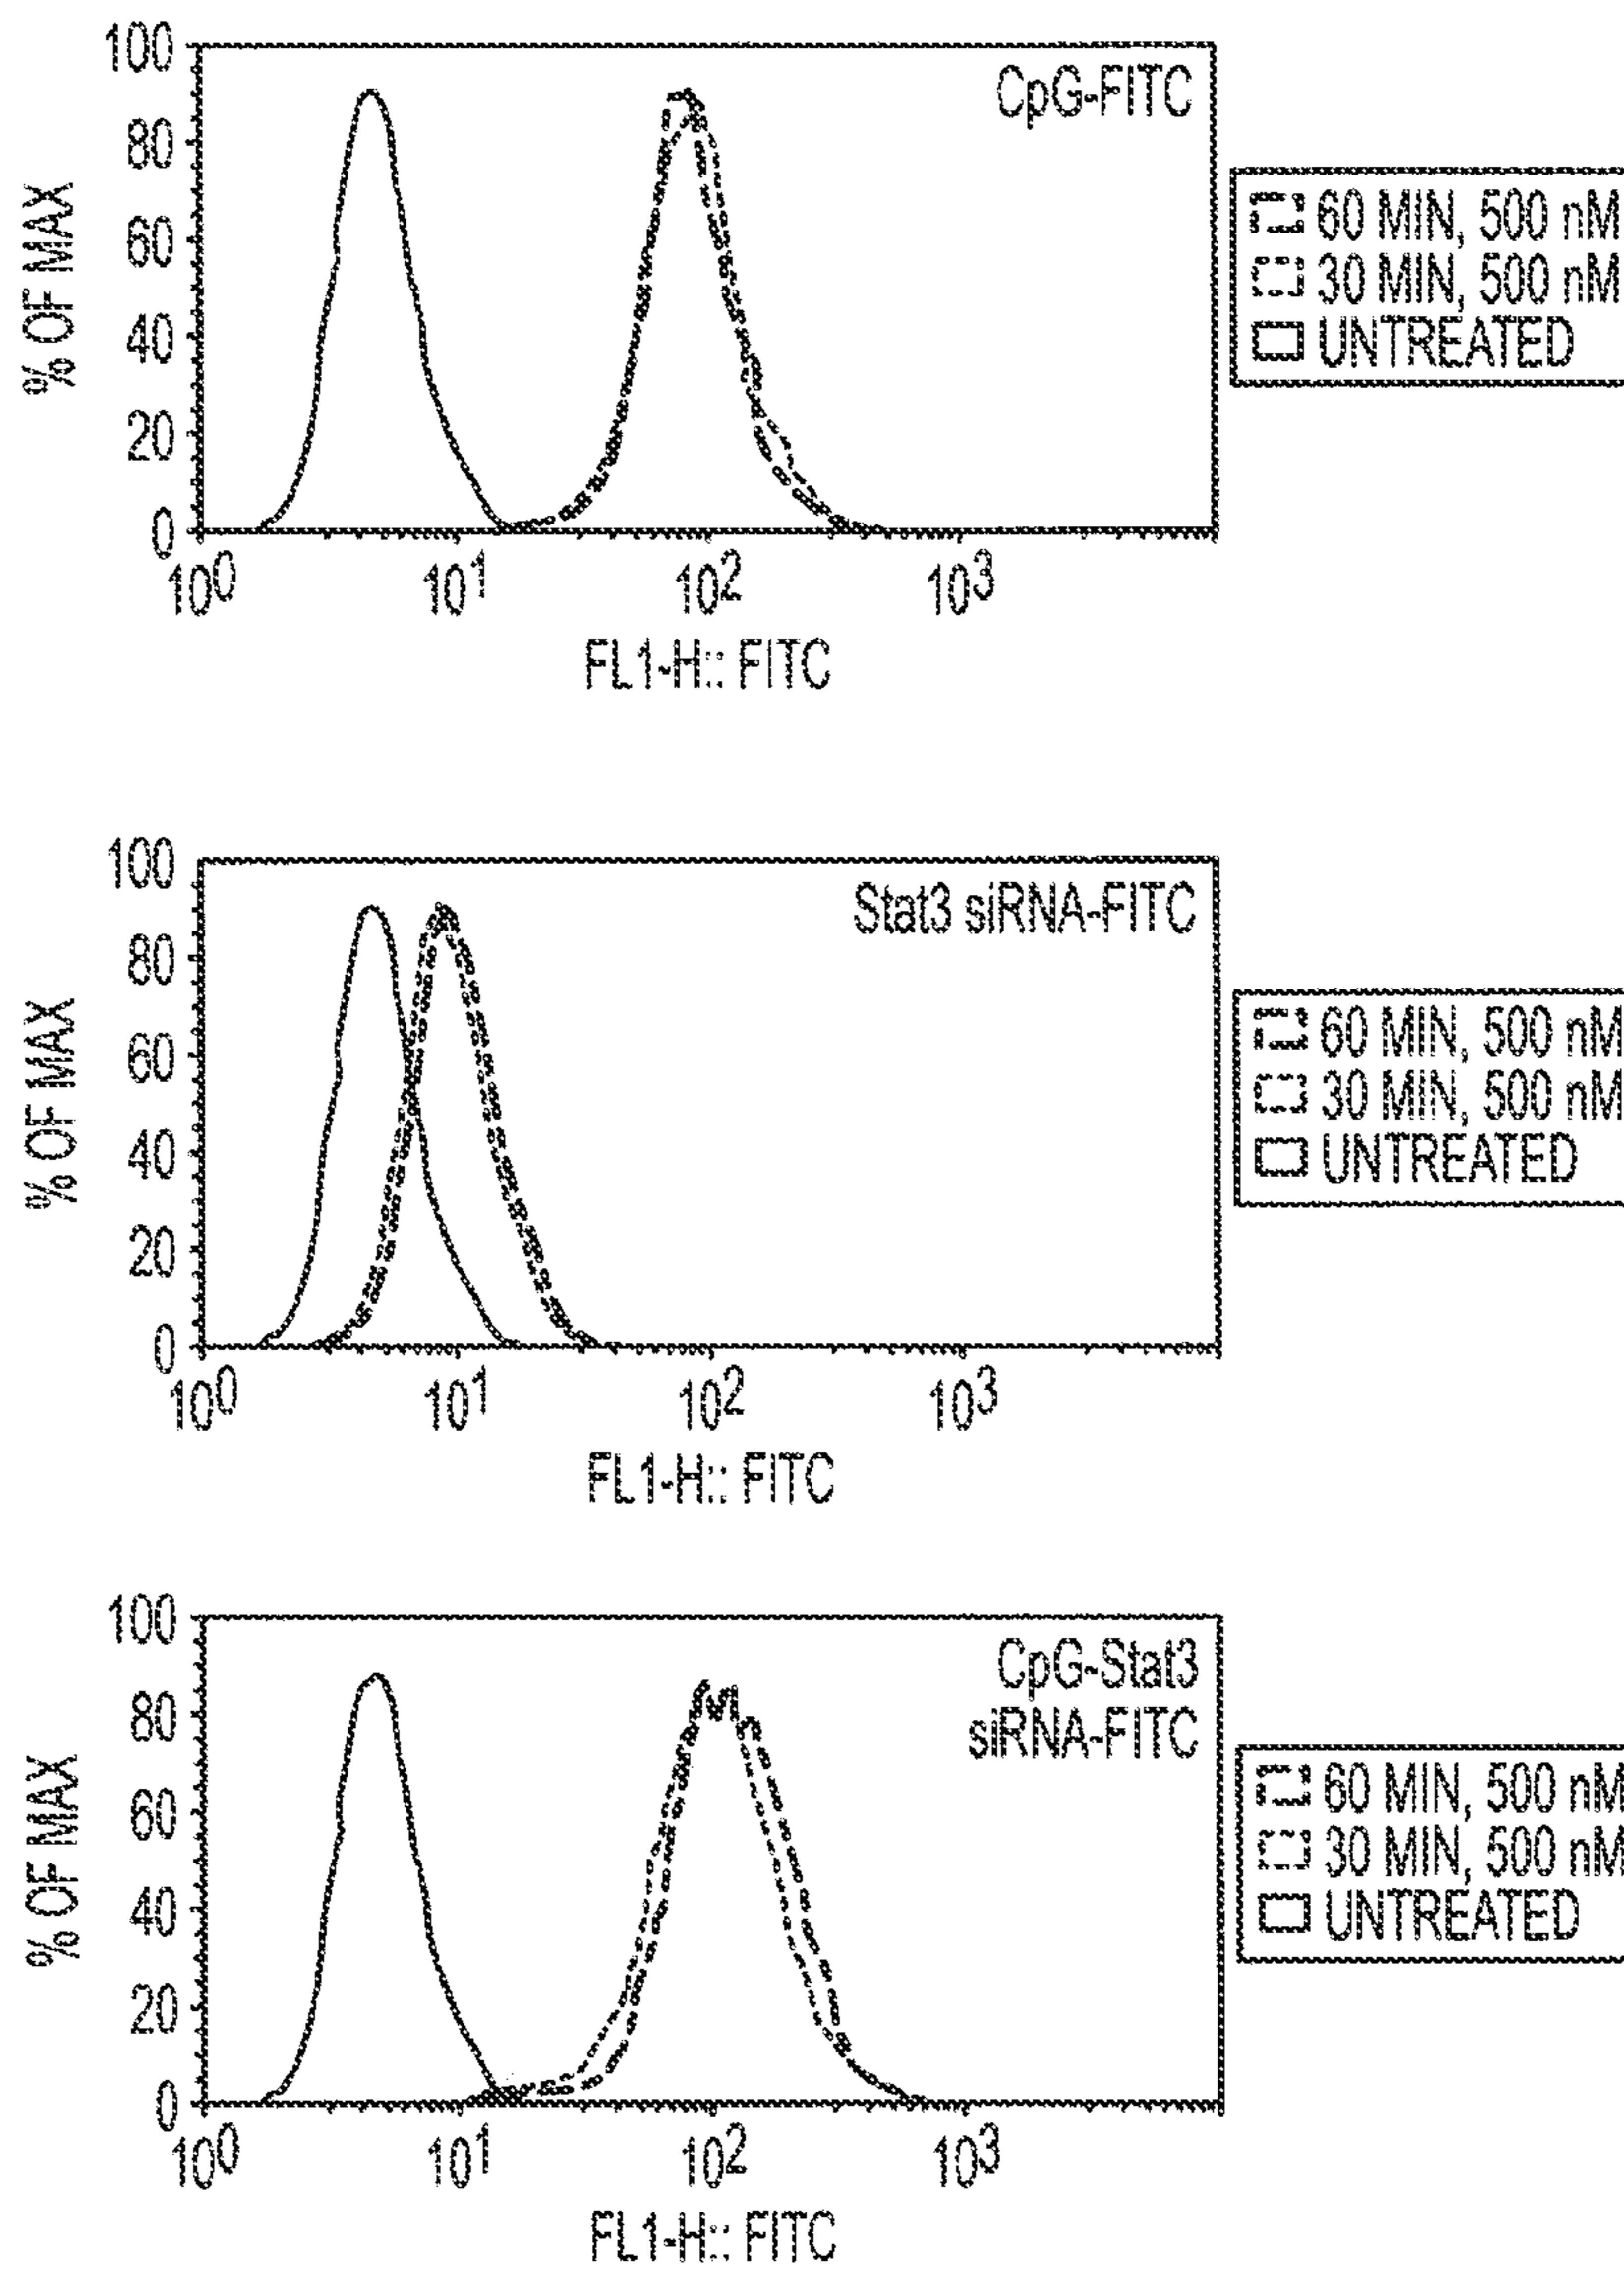 100
80
60
40
20
0
% OF MAX
CpG-FITC
10^0 10^1 10^2 10^3
FL1-H:: FITC
60 MIN, 500 nM
30 MIN, 500 nM
UNTREATED
100
80
60
40
20
0
% OF MAX
Stat3 siRNA-FITC
10^0 10^1 10^2 10^3
FL1-H:: FITC
60 MIN, 500 nM
30 MIN, 500 nM
UNTREATED
100
80
60
40
20
0
% OF MAX
CpG-Stat3
siRNA-FITC
10^0 10^1 10^2 10^3
FL1-H:: FITC
60 MIN, 500 nM
30 MIN, 500 nM
UNTREATED